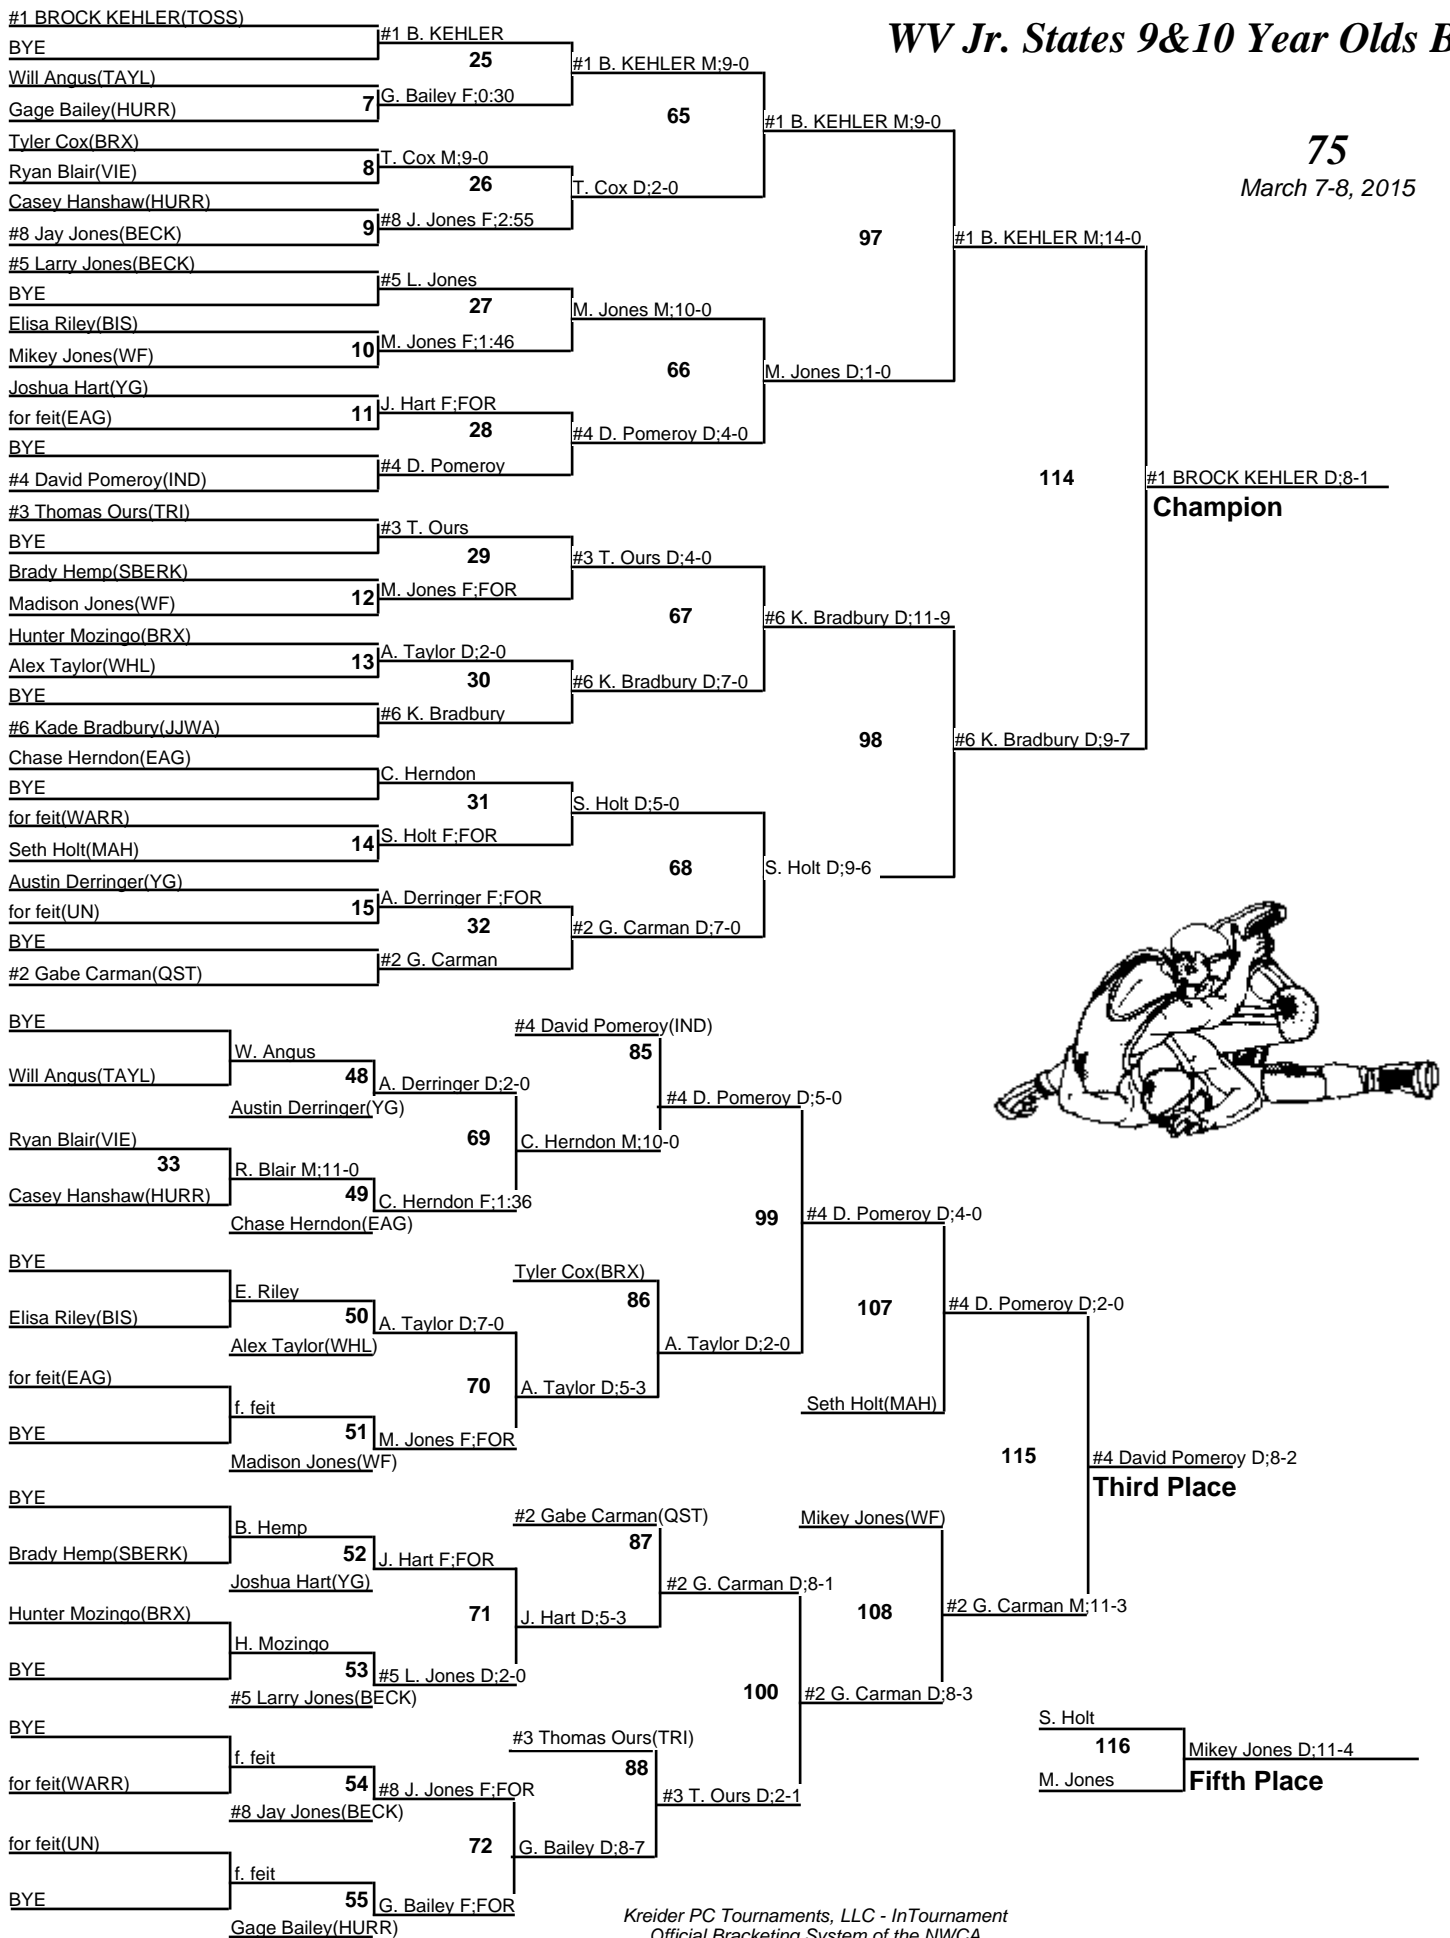 WV Jr. States 9&10 Year Olds B
75
March 7-8, 2015
#1 BROCK KEHLER(TOSS)
BYE
Will Angus(TAYL)
Gage Bailey(HURR)
Tyler Cox(BRX)
Ryan Blair(VIE)
Casey Hanshaw(HURR)
#8 Jay Jones(BECK)
#5 Larry Jones(BECK)
BYE
Elisa Riley(BIS)
Mikey Jones(WF)
Joshua Hart(YG)
for feit(EAG)
BYE
#4 David Pomeroy(IND)
#3 Thomas Ours(TRI)
BYE
Brady Hemp(SBERK)
Madison Jones(WF)
Hunter Mozingo(BRX)
Alex Taylor(WHL)
BYE
#6 Kade Bradbury(JJWA)
Chase Herndon(EAG)
BYE
for feit(WARR)
Seth Holt(MAH)
Austin Derringer(YG)
for feit(UN)
BYE
#2 Gabe Carman(QST)
7
8
9
10
11
12
13
14
15
#1 B. KEHLER
25
G. Bailey F;0:30
T. Cox M;9-0
26
#8 J. Jones F;2:55
#5 L. Jones
27
M. Jones F;1:46
J. Hart F;FOR
28
#4 D. Pomeroy
#3 T. Ours
29
M. Jones F;FOR
A. Taylor D;2-0
30
#6 K. Bradbury
C. Herndon
31
S. Holt F;FOR
A. Derringer F;FOR
32
#2 G. Carman
#1 B. KEHLER M;9-0
65
T. Cox D;2-0
M. Jones M;10-0
66
#4 D. Pomeroy D;4-0
#3 T. Ours D;4-0
67
#6 K. Bradbury D;7-0
S. Holt D;5-0
68
#2 G. Carman D;7-0
#1 B. KEHLER M;9-0
97
M. Jones D;1-0
#6 K. Bradbury D;11-9
98
S. Holt D;9-6
#1 B. KEHLER M;14-0
114
#6 K. Bradbury D;9-7
#1 BROCK KEHLER D;8-1
Champion
BYE
Will Angus(TAYL)
Ryan Blair(VIE)
33
Casey Hanshaw(HURR)
BYE
Elisa Riley(BIS)
for feit(EAG)
BYE
BYE
Brady Hemp(SBERK)
Hunter Mozingo(BRX)
BYE
BYE
for feit(WARR)
for feit(UN)
BYE
W. Angus
48
Austin Derringer(YG)
R. Blair M;11-0
49
Chase Herndon(EAG)
E. Riley
50
Alex Taylor(WHL)
f. feit
51
Madison Jones(WF)
B. Hemp
52
Joshua Hart(YG)
H. Mozingo
53
#5 Larry Jones(BECK)
f. feit
54
#8 Jay Jones(BECK)
f. feit
55
Gage Bailey(HURR)
A. Derringer D;2-0
69
C. Herndon F;1:36
A. Taylor D;7-0
70
M. Jones F;FOR
J. Hart F;FOR
71
#5 L. Jones D;2-0
#8 J. Jones F;FOR
72
G. Bailey F;FOR
#4 David Pomeroy(IND)
85
C. Herndon M;10-0
Tyler Cox(BRX)
86
A. Taylor D;5-3
#2 Gabe Carman(QST)
87
J. Hart D;5-3
#3 Thomas Ours(TRI)
88
G. Bailey D;8-7
#4 D. Pomeroy D;5-0
99
A. Taylor D;2-0
#2 G. Carman D;8-1
100
#3 T. Ours D;2-1
#4 D. Pomeroy D;4-0
107
Seth Holt(MAH)
Mikey Jones(WF)
108
#2 G. Carman D;8-3
#4 D. Pomeroy D;2-0
115
#2 G. Carman M;11-3
#4 David Pomeroy D;8-2
Third Place
S. Holt
116
M. Jones
Mikey Jones D;11-4
Fifth Place
Kreider PC Tournaments, LLC - InTournament
Official Bracketing System of the NWCA